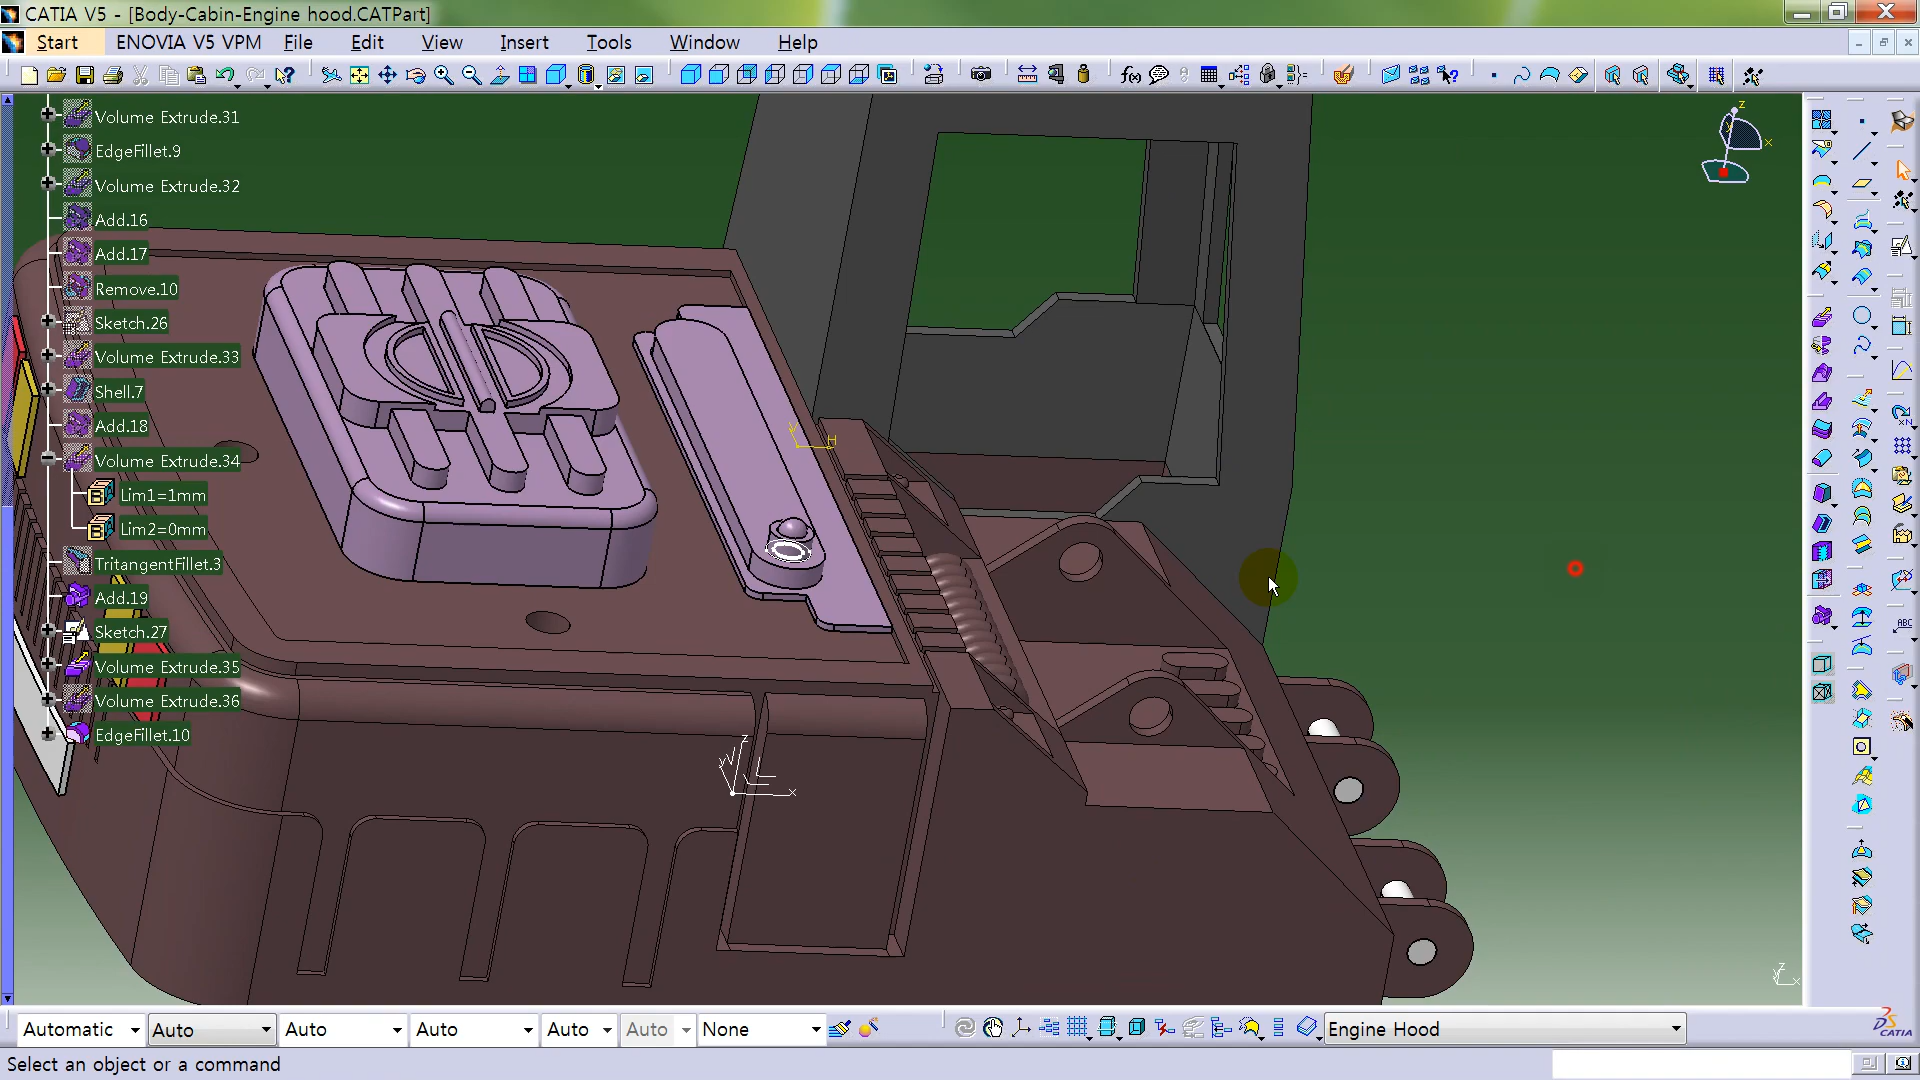 CATIA V5 - [Body-Cabin-Engine hood.CATPart]
Start ENOVIA V5 VPM File Edit View Insert Tools Window Help
Volume Extrude.31
EdgeFillet.9
Volume Extrude.32
Add.16
Add.17
Remove.10
Sketch.26
Volume Extrude.33
Shell.7
Add.18
Volume Extrude.34
Lim1=1mm
Lim2=0mm
TritangentFillet.3
Add.19
Sketch.27
Volume Extrude.35
Volume Extrude.36
EdgeFillet.10
z
x
V
H
z
y
x
z
x
Automatic Auto Auto Auto Auto Auto None Engine Hood
CATIA
Select an object or a command